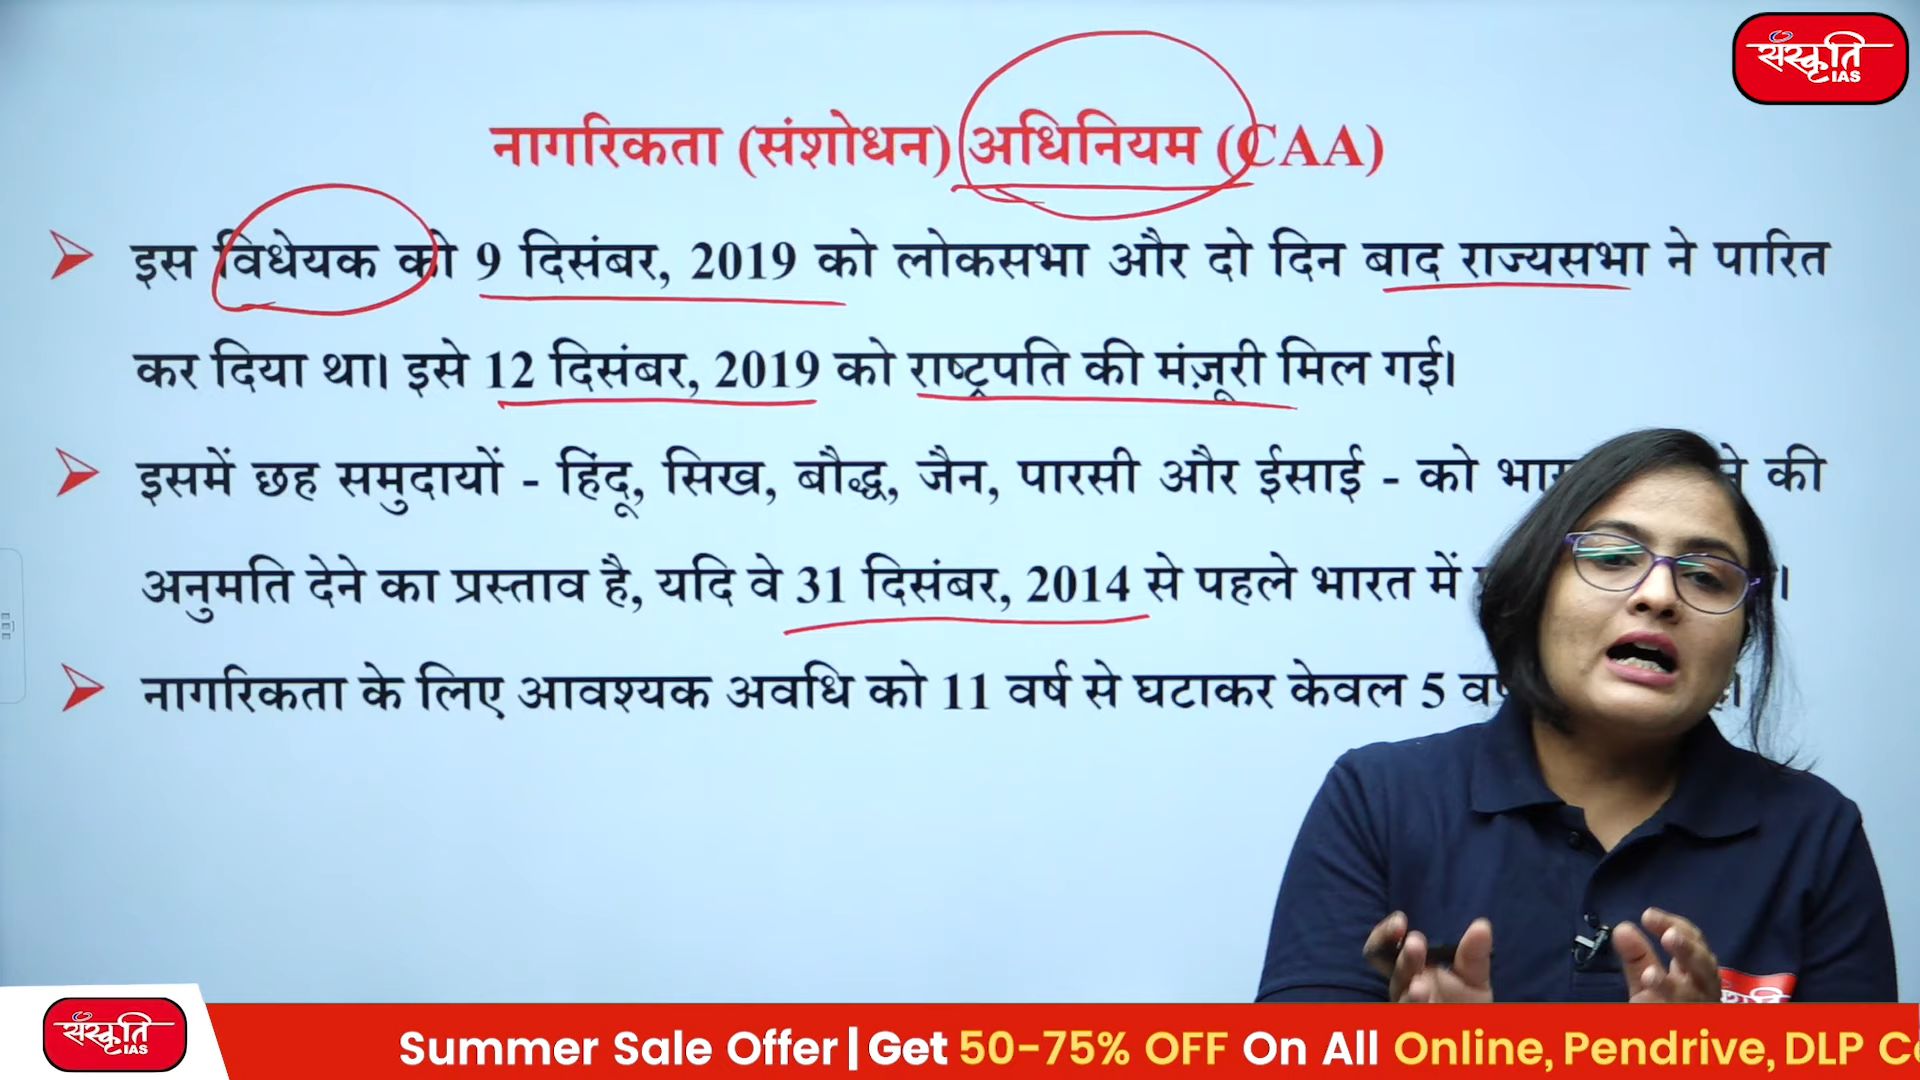 संस्कृति
IAS
नागरिकता (संशोधन) अधिनियम (CAA)
इस विधेयक को 9 दिसंबर, 2019 को लोकसभा और दो दिन बाद राज्यसभा ने पारित
कर दिया था। इसे 12 दिसंबर, 2019 को राष्ट्रपति की मंज़ूरी मिल गई।
इसमें छह समुदायों - हिंदू, सिख, बौद्ध, जैन, पारसी और ईसाई - को की
अनुमति देने का प्रस्ताव है, यदि वे 31 दिसंबर, 2014 से पहले भारत में
नागरिकता के लिए आवश्यक अवधि को 11 वर्ष से घटाकर केवल 5
संस्कृति
IAS
Summer Sale Offer | Get 50-75% OFF On All Online, Pendrive, DLP